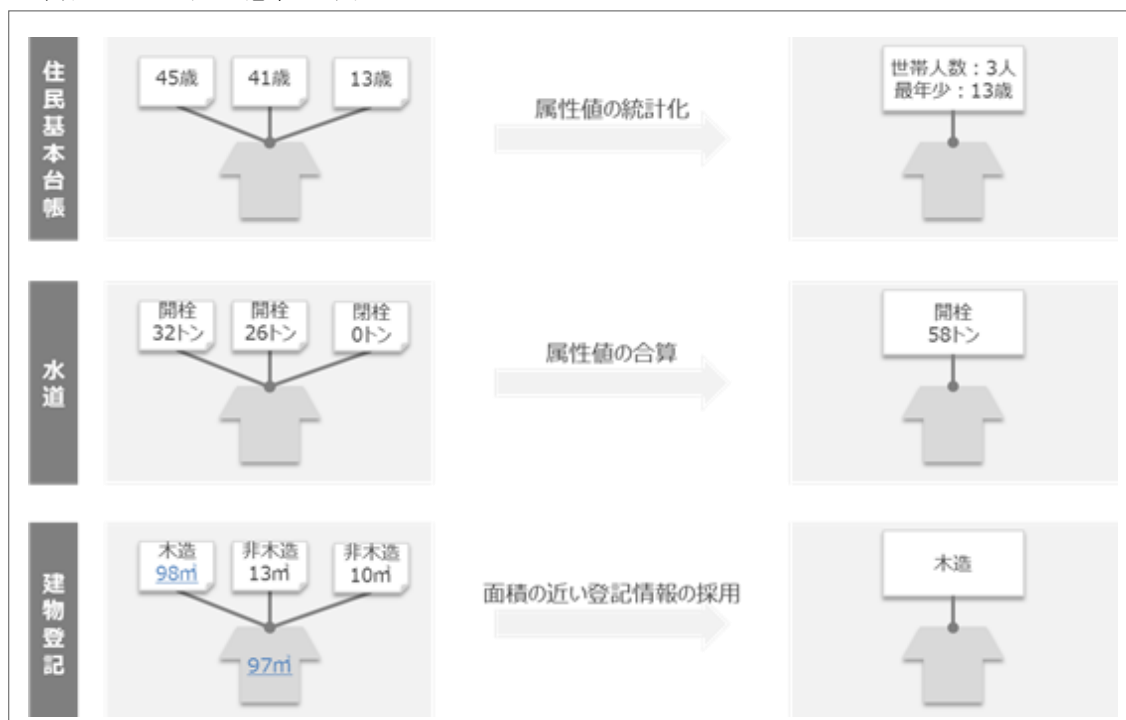 住民基本台帳
45歳
41歳
13歳
属性値の統計化
世帯人数：3人
最年少：13歳
水道
開栓
32トン
開栓
26トン
閉栓
0トン
属性値の合算
開栓
58トン
建物登記
木造
98㎡
非木造
13㎡
非木造
10㎡
97㎡
面積の近い登記情報の採用
木造